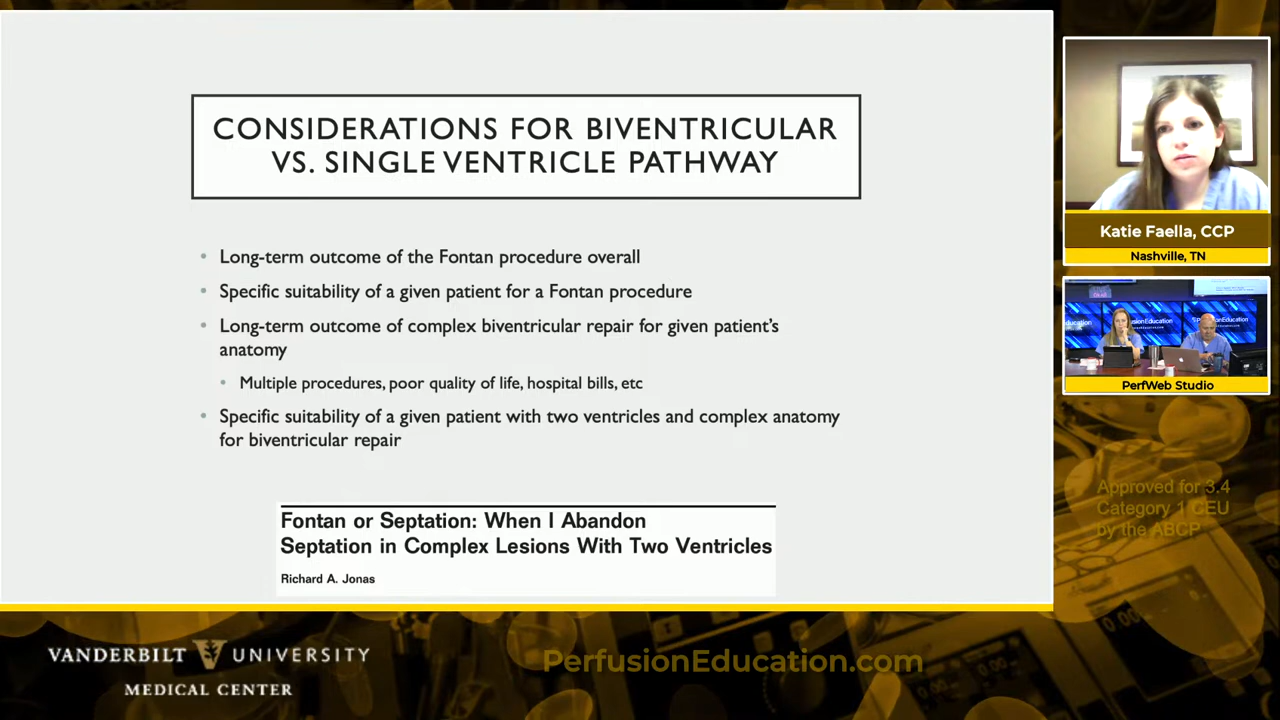 CONSIDERATIONS FOR BIVENTRICULAR
VS. SINGLE VENTRICLE PATHWAY
• Long-term outcome of the Fontan procedure overall
• Specific suitability of a given patient for a Fontan procedure
• Long-term outcome of complex biventricular repair for given patient's
anatomy
• Multiple procedures, poor quality of life, hospital bills, etc
• Specific suitability of a given patient with two ventricles and complex anatomy
for biventricular repair
Fontan or Septation: When I Abandon
Septation in Complex Lesions With Two Ventricles
Richard A. Jonas
Katie Faella, CCP
Nashville, TN
PerfWeb Studio
Approved for 3.4
Category 1 CEU
by the ABCP
VANDERBILT UNIVERSITY
MEDICAL CENTER
PerfusionEducation.com